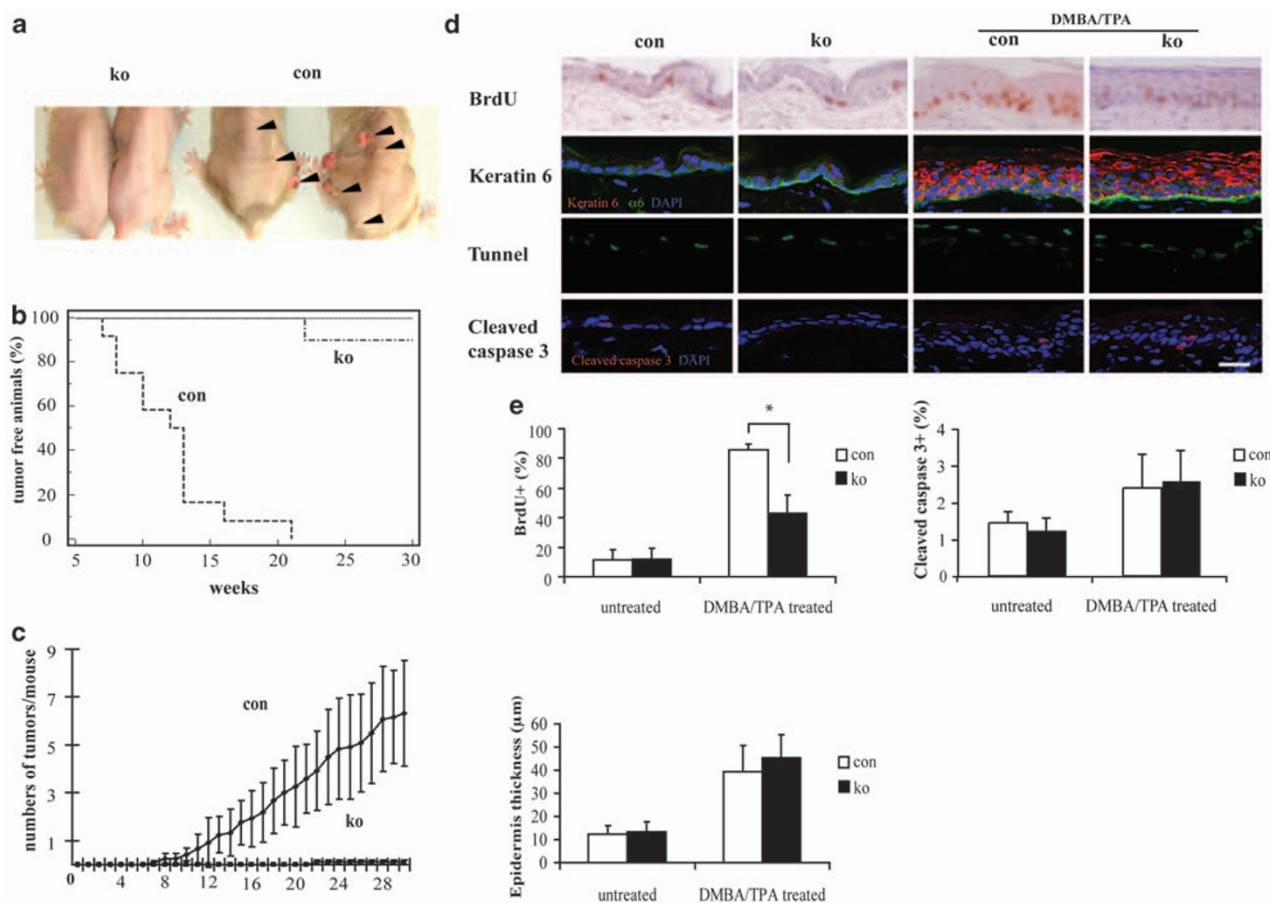 a
ko con
b
100
80
60
40
20
0
tumor free animals (%)
con
ko
5 10 15 20 25 30
weeks
c
9
7
5
3
1
numbers of tumors/mouse
con
ko
0 4 8 12 16 20 24 28
d
DMBA/TPA
con ko con ko
BrdU
Keratin 6
Keratin 6 α6 DAPI
Tunnel
Cleaved
caspase 3
Cleaved caspase 3 DAPI
e
100
80
60
40
20
0
BrdU+ (%)
*
con
ko
untreated DMBA/TPA treated
4
3
2
1
0
Cleaved caspase 3+ (%)
con
ko
untreated DMBA/TPA treated
60
50
40
30
20
10
0
Epidermis thickness (μm)
con
ko
untreated DMBA/TPA treated